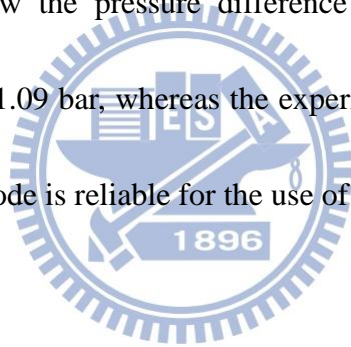 w the pressure difference
1.09 bar, whereas the exper
ode is reliable for the use of
E S A
1896